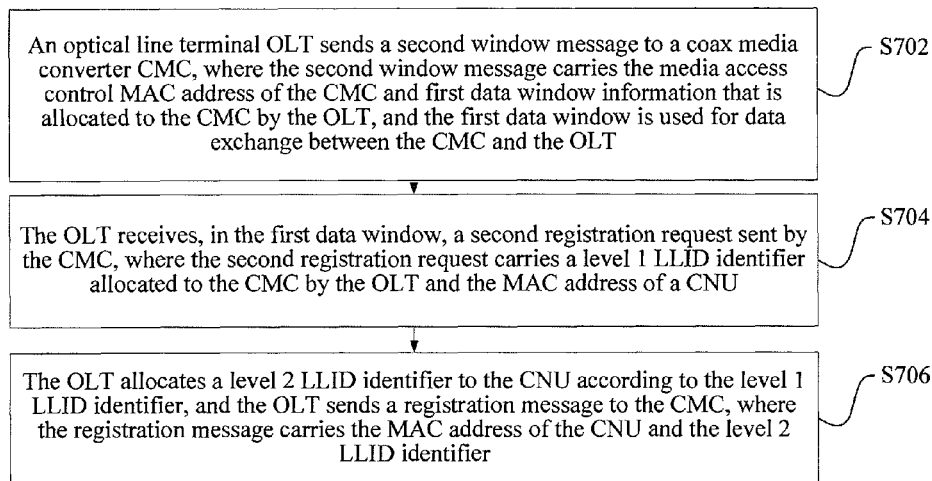 An optical line terminal OLT sends a second window message to a coax media
converter CMC, where the second window message carries the media access
control MAC address of the CMC and first data window information that is
allocated to the CMC by the OLT, and the first data window is used for data
exchange between the CMC and the OLT
S702
The OLT receives, in the first data window, a second registration request sent by
the CMC, where the second registration request carries a level 1 LLID identifier
allocated to the CMC by the OLT and the MAC address of a CNU
S704
The OLT allocates a level 2 LLID identifier to the CNU according to the level 1
LLID identifier, and the OLT sends a registration message to the CMC, where
the registration message carries the MAC address of the CNU and the level 2
LLID identifier
S706